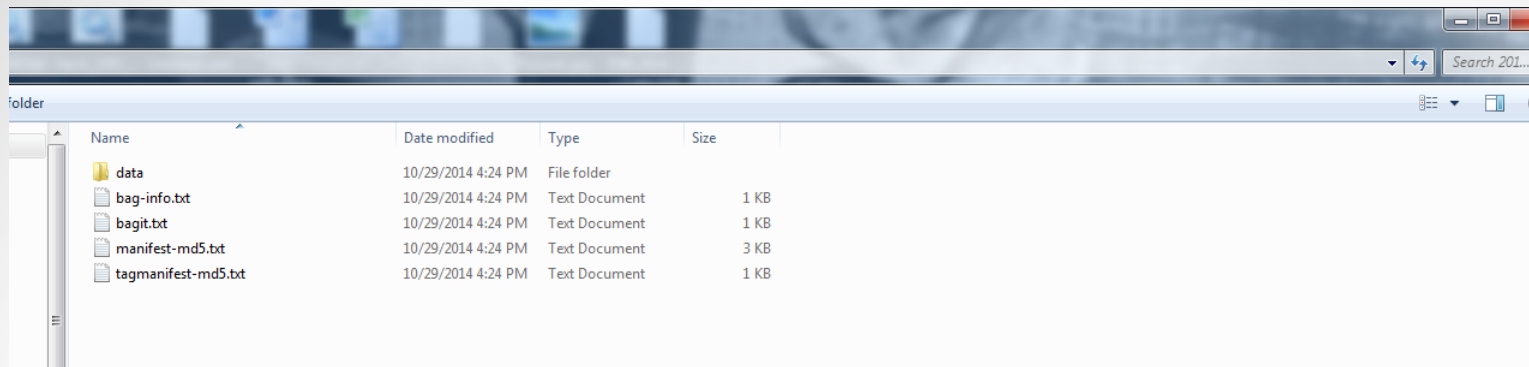 Search 201...
folder
Name Date modified Type Size
data 10/29/2014 4:24 PM File folder
bag-info.txt 10/29/2014 4:24 PM Text Document 1 KB
bagit.txt 10/29/2014 4:24 PM Text Document 1 KB
manifest-md5.txt 10/29/2014 4:24 PM Text Document 3 KB
tagmanifest-md5.txt 10/29/2014 4:24 PM Text Document 1 KB